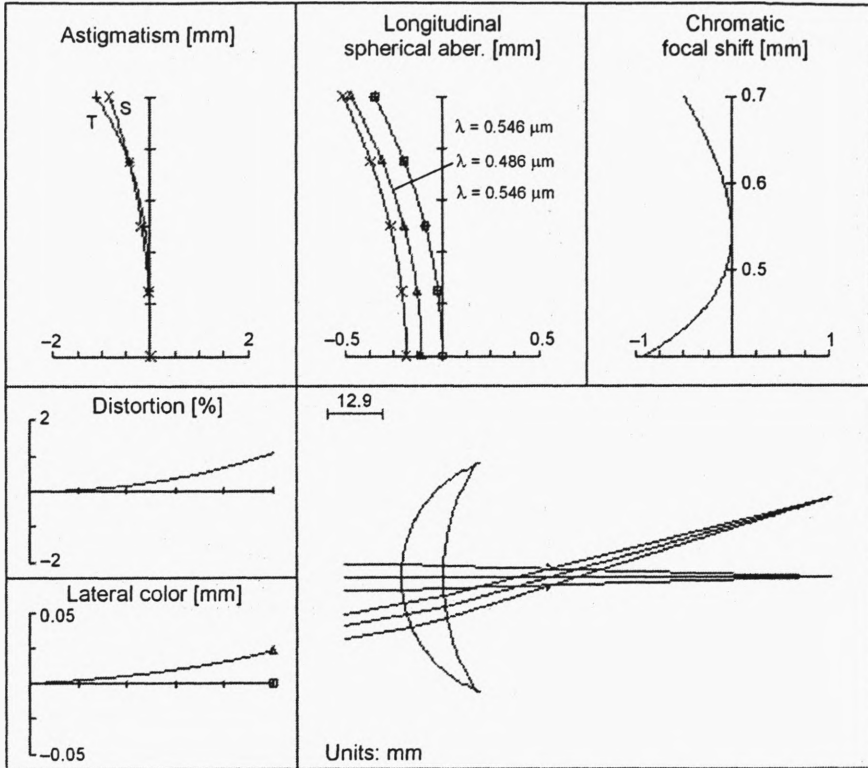 Astigmatism [mm]
T
S
−2
2
Longitudinal
spherical aber. [mm]
λ = 0.546 μm
λ = 0.486 μm
λ = 0.546 μm
−0.5
0.5
Chromatic
focal shift [mm]
0.7
0.6
0.5
−1
1
Distortion [%]
2
−2
Lateral color [mm]
0.05
−0.05
12.9
Units: mm